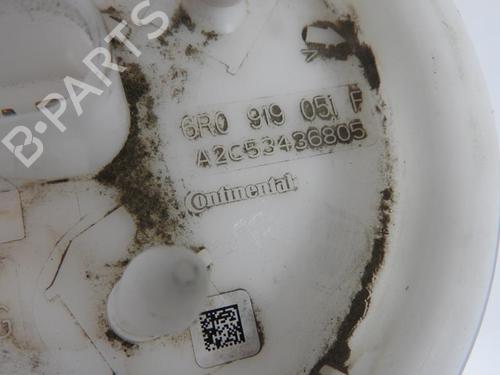 B-PARTS
6R0 919 051 F
A2C53436805
Continental